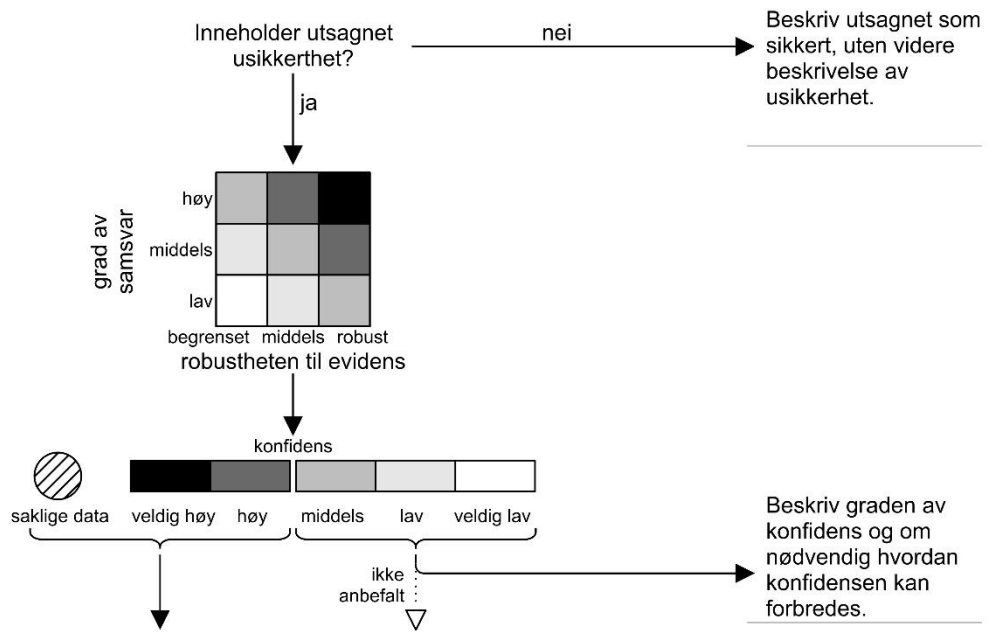 Inneholder utsagnet
usikkerthet?
nei
Beskriv utsagnet som
sikkert, uten videre
beskrivelse av
usikkerhet.
ja
grad av
samsvar
høy
middels
lav
begrenset middels robust
robustheten til evidens
konfidens
saklige data veldig høy høy middels lav veldig lav
ikke
anbefalt
Beskriv graden av
konfidens og om
nødvendig hvordan
konfidensen kan
forbredes.